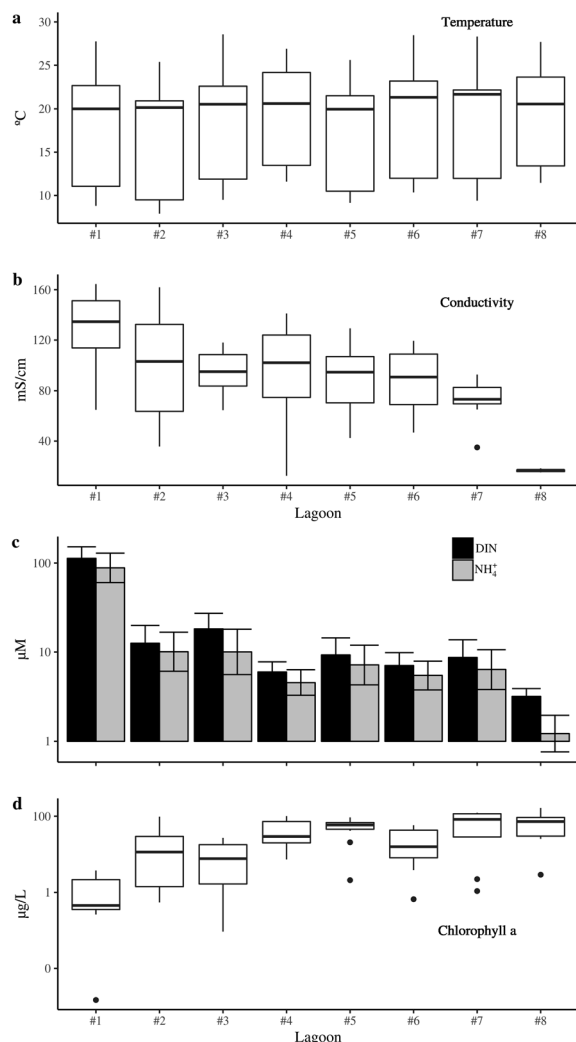 a
Temperature
30
25
20
15
10
ºC
#1 #2 #3 #4 #5 #6 #7 #8
b
Conductivity
160
120
80
40
mS/cm
#1 #2 #3 #4 #5 #6 #7 #8
Lagoon
c
DIN
NH₄⁺
100
10
1
µM
d
100
1
0
µg/L
Chlorophyll a
#1 #2 #3 #4 #5 #6 #7 #8
Lagoon